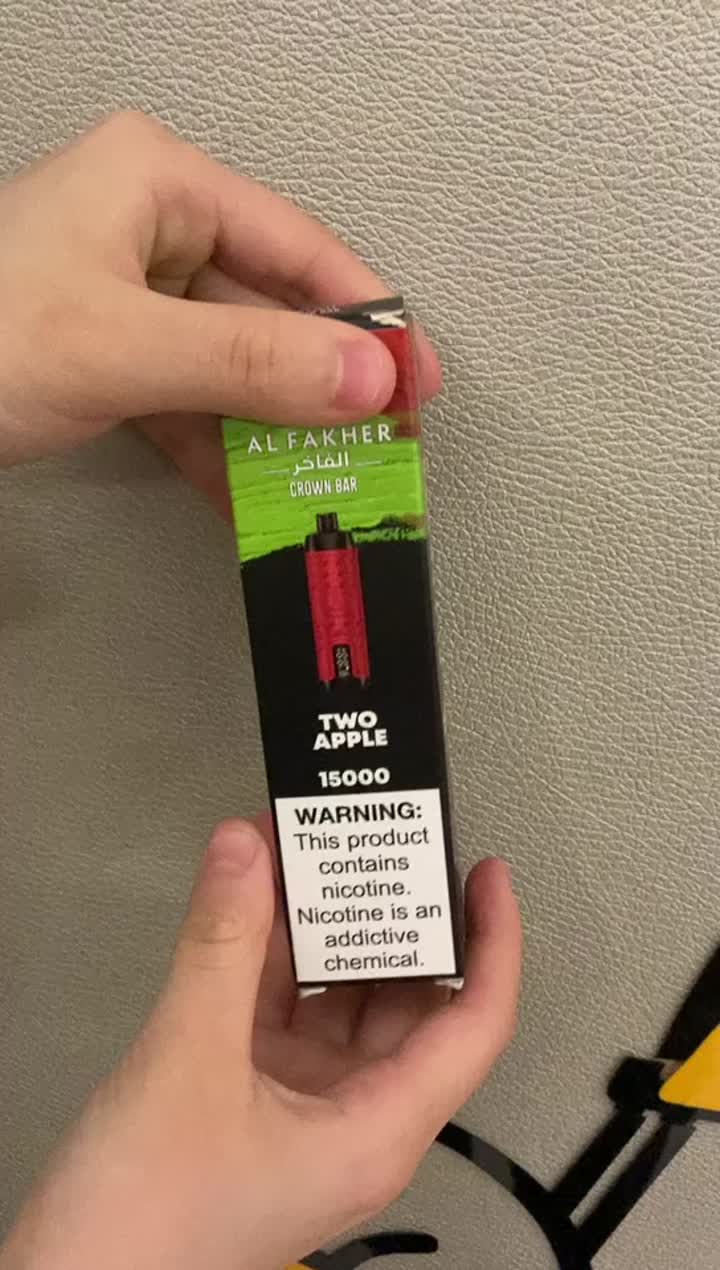 AL FAKHER
الفاخر
CROWN BAR
TWO
APPLE
15000
WARNING:
This product
contains
nicotine.
Nicotine is an
addictive
chemical.